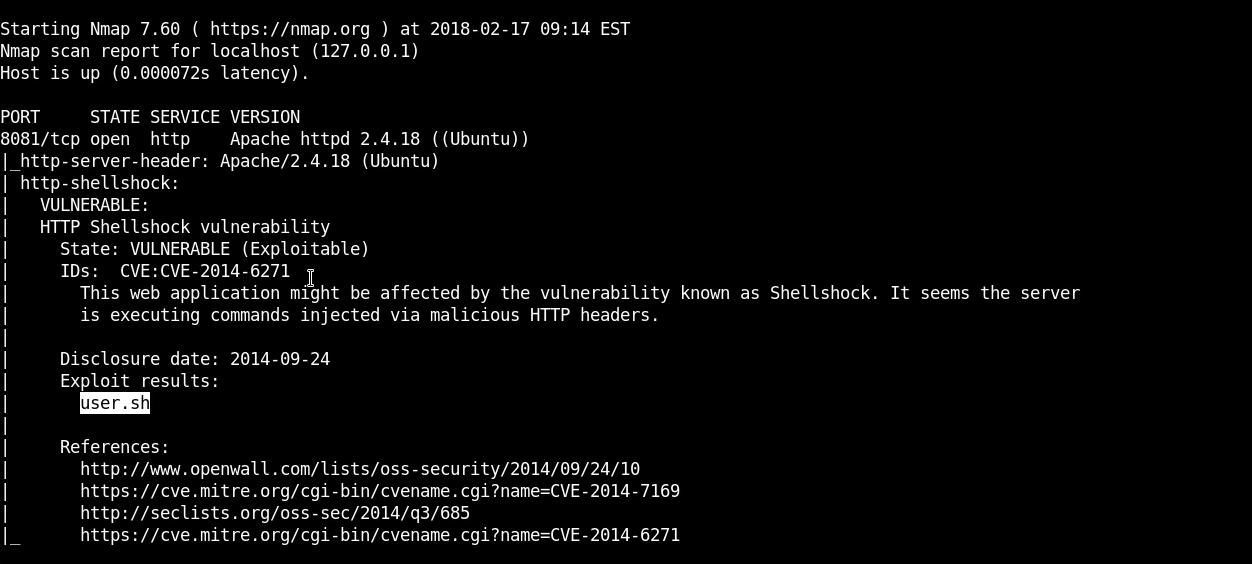 Starting Nmap 7.60 ( https://nmap.org ) at 2018-02-17 09:14 EST
Nmap scan report for localhost (127.0.0.1)
Host is up (0.000072s latency).

PORT     STATE SERVICE VERSION
8081/tcp open  http    Apache httpd 2.4.18 ((Ubuntu))
|_http-server-header: Apache/2.4.18 (Ubuntu)
| http-shellshock:
|   VULNERABLE:
|   HTTP Shellshock vulnerability
|     State: VULNERABLE (Exploitable)
|     IDs:  CVE:CVE-2014-6271
|       This web application might be affected by the vulnerability known as Shellshock. It seems the server
|       is executing commands injected via malicious HTTP headers.
|
|     Disclosure date: 2014-09-24
|     Exploit results:
|       user.sh
|
|     References:
|       http://www.openwall.com/lists/oss-security/2014/09/24/10
|       https://cve.mitre.org/cgi-bin/cvename.cgi?name=CVE-2014-7169
|       http://seclists.org/oss-sec/2014/q3/685
|_      https://cve.mitre.org/cgi-bin/cvename.cgi?name=CVE-2014-6271